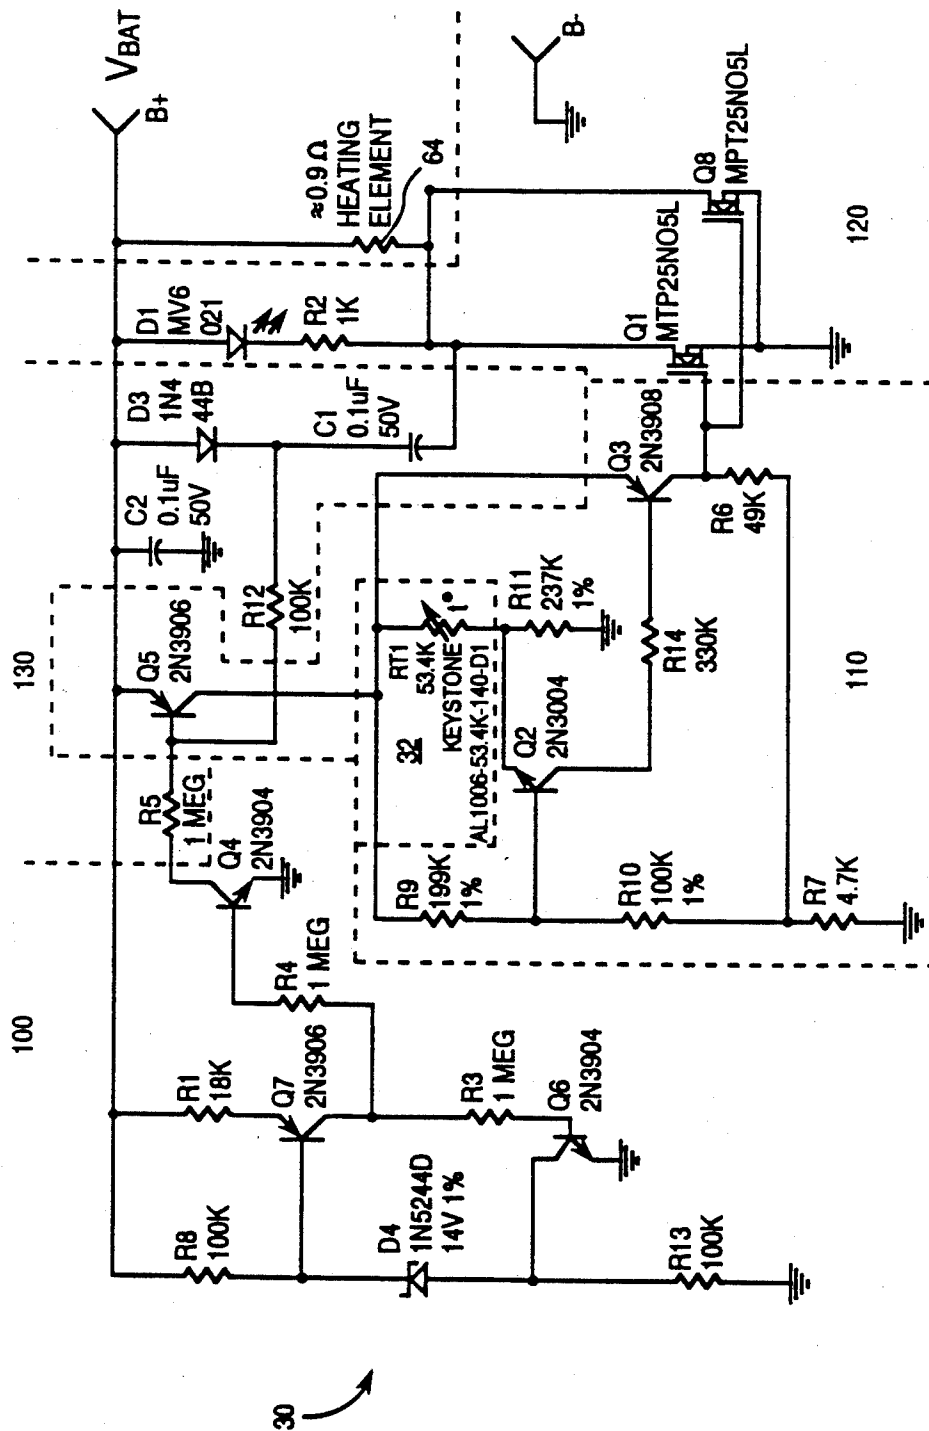 30
100
130
110
120
R8
100K
R1
18K
Q7
2N3906
D4
1N5244D
14V 1%
R13
100K
R3
1 MEG
Q6
2N3904
R4
1 MEG
Q4
2N3904
R5
1 MEG
Q5
2N3906
R12
100K
C2
0.1uF
50V
D3
1N4
44B
C1
0.1uF
50V
D1
MV6
021
R2
1K
≈0.9 Ω
HEATING
ELEMENT
64
VBAT
B+
B-
R9
199K
1%
R10
100K
1%
R7
4.7K
32
RT1
53.4K
KEYSTONE
AL1006-53.4K-140-D1
t°
R11
237K
1%
Q2
2N3004
R14
330K
Q3
2N3908
R6
49K
Q1
MTP25NO5L
Q8
MPT25NO5L